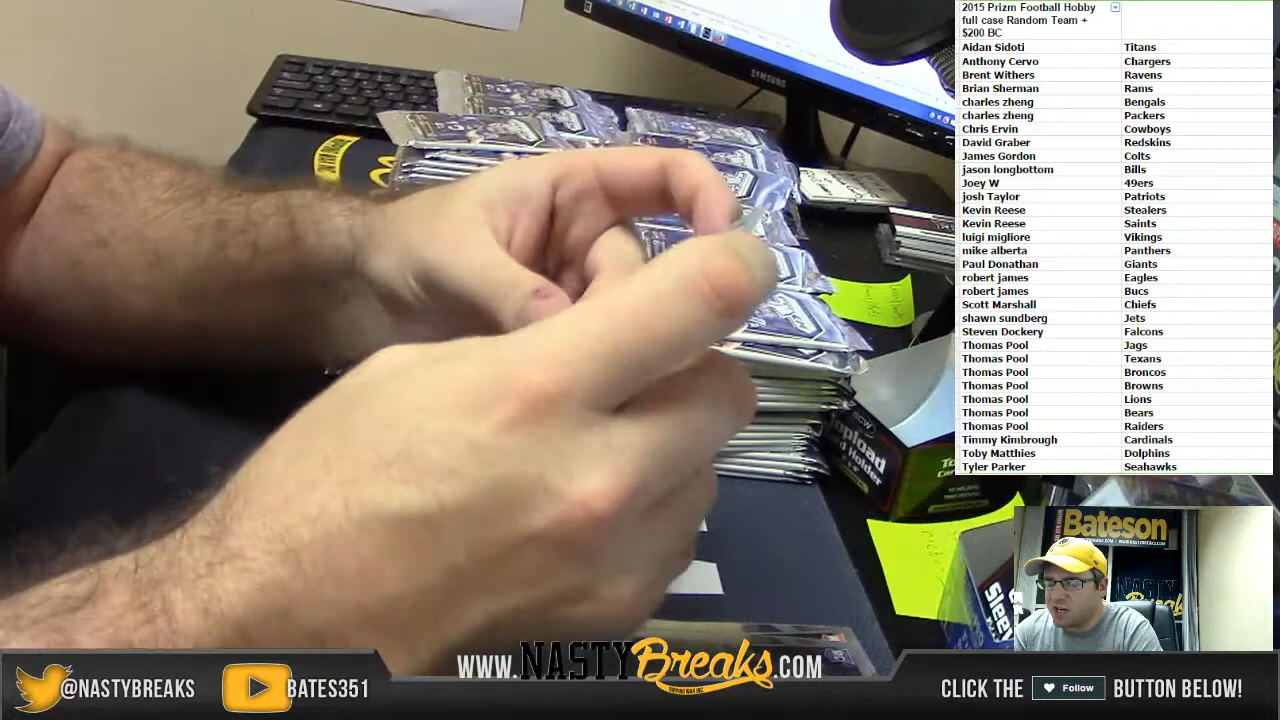 2015 Prizm Football Hobby
full case Random Team +
$200 BC
Aidan Sidoti Titans
Anthony Cervo Chargers
Brent Withers Ravens
Brian Sherman Rams
charles zheng Bengals
charles zheng Packers
Chris Ervin Cowboys
David Graber Redskins
James Gordon Colts
jason longbottom Bills
Joey W 49ers
josh Taylor Patriots
Kevin Reese Stealers
Kevin Reese Saints
luigi migliore Vikings
mike alberta Panthers
Paul Donathan Giants
robert james Eagles
robert james Bucs
Scott Marshall Chiefs
shawn sundberg Jets
Steven Dockery Falcons
Thomas Pool Jags
Thomas Pool Texans
Thomas Pool Broncos
Thomas Pool Browns
Thomas Pool Lions
Thomas Pool Bears
Thomas Pool Raiders
Timmy Kimbrough Cardinals
Toby Matthies Dolphins
Tyler Parker Seahawks
SAMSUNG
Bateson
NASTY
Breaks
@NASTYBREAKS
BATES351
WWW.NASTYBreaks.COM
CLICK THE Follow BUTTON BELOW!